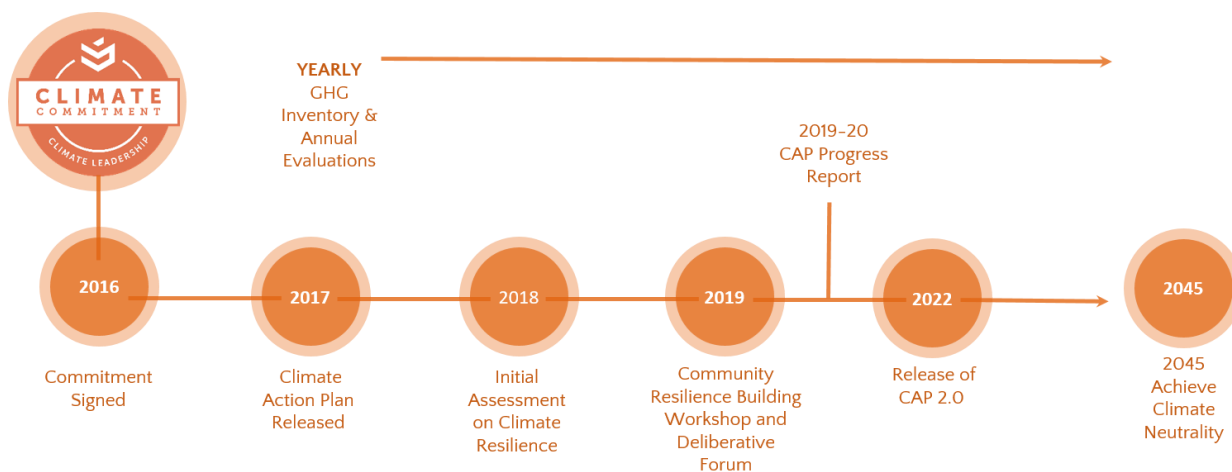 CLIMATE
COMMITMENT
CLIMATE LEADERSHIP
YEARLY
GHG
Inventory &
Annual
Evaluations
2019-20
CAP Progress
Report
2016
2017
2018
2019
2022
2045
Commitment
Signed
Climate
Action Plan
Released
Initial
Assessment
on Climate
Resilience
Community
Resilience Building
Workshop and
Deliberative
Forum
Release of
CAP 2.0
2045
Achieve
Climate
Neutrality